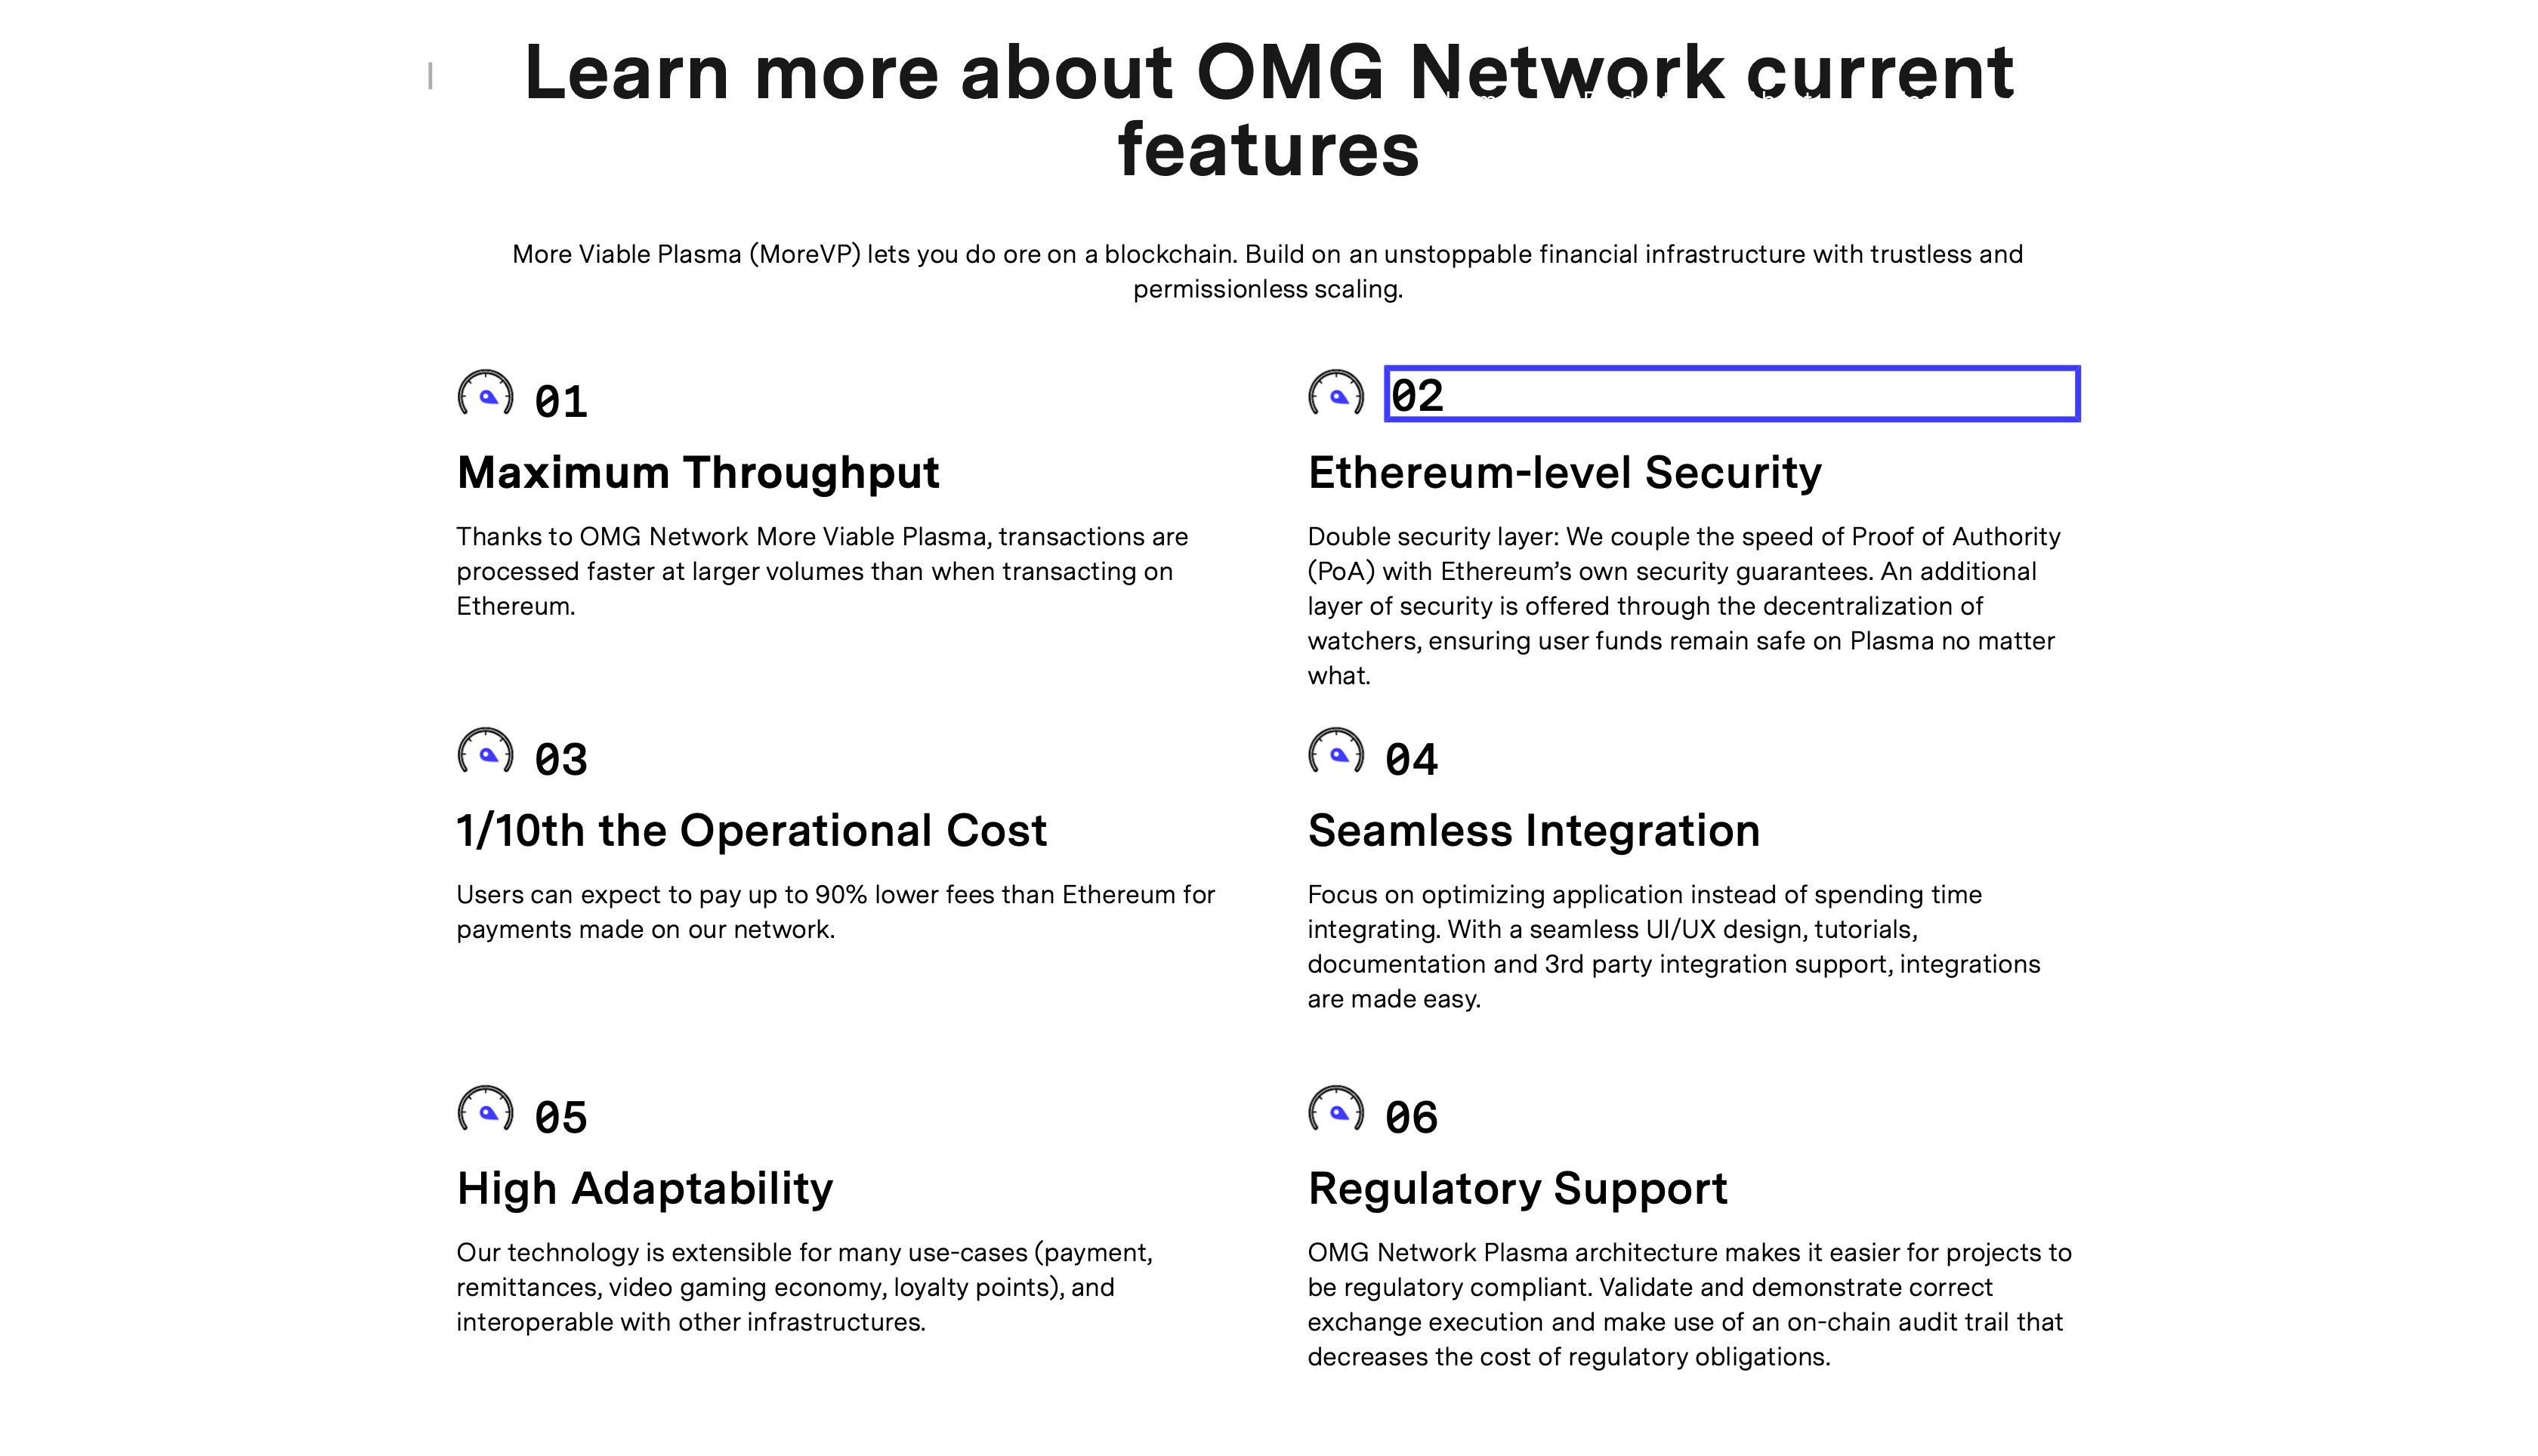 Learn more about OMG Network current
features
More Viable Plasma (MoreVP) lets you do ore on a blockchain. Build on an unstoppable financial infrastructure with trustless and
permissionless scaling.
01
Maximum Throughput
Thanks to OMG Network More Viable Plasma, transactions are
processed faster at larger volumes than when transacting on
Ethereum.
02
Ethereum-level Security
Double security layer: We couple the speed of Proof of Authority
(PoA) with Ethereum’s own security guarantees. An additional
layer of security is offered through the decentralization of
watchers, ensuring user funds remain safe on Plasma no matter
what.
03
1/10th the Operational Cost
Users can expect to pay up to 90% lower fees than Ethereum for
payments made on our network.
04
Seamless Integration
Focus on optimizing application instead of spending time
integrating. With a seamless UI/UX design, tutorials,
documentation and 3rd party integration support, integrations
are made easy.
05
High Adaptability
Our technology is extensible for many use-cases (payment,
remittances, video gaming economy, loyalty points), and
interoperable with other infrastructures.
06
Regulatory Support
OMG Network Plasma architecture makes it easier for projects to
be regulatory compliant. Validate and demonstrate correct
exchange execution and make use of an on-chain audit trail that
decreases the cost of regulatory obligations.